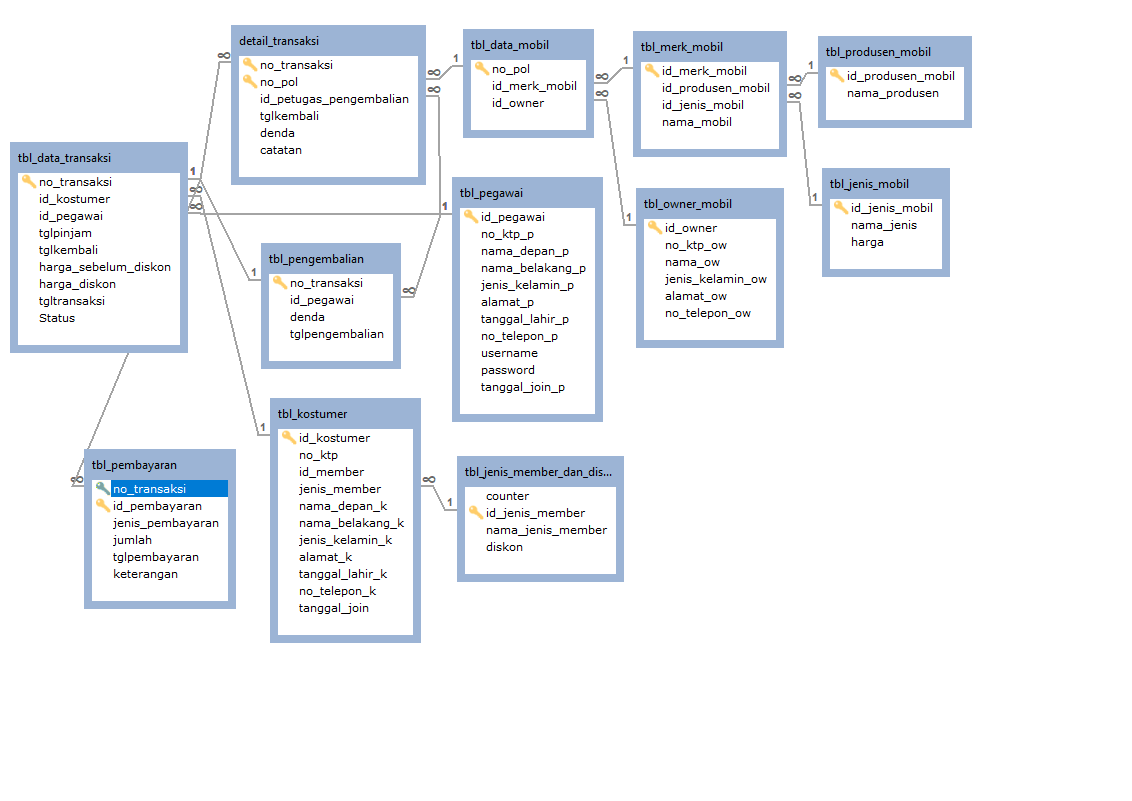 detail_transaksi
no_transaksi
no_pol
id_petugas_pengembalian
tglkembali
denda
catatan
tbl_data_mobil
no_pol
id_merk_mobil
id_owner
tbl_merk_mobil
id_merk_mobil
id_produsen_mobil
id_jenis_mobil
nama_mobil
tbl_produsen_mobil
id_produsen_mobil
nama_produsen
tbl_data_transaksi
no_transaksi
id_kostumer
id_pegawai
tglpinjam
tglkembali
harga_sebelum_diskon
harga_diskon
tgltransaksi
Status
tbl_pegawai
id_pegawai
no_ktp_p
nama_depan_p
nama_belakang_p
jenis_kelamin_p
alamat_p
tanggal_lahir_p
no_telepon_p
username
password
tanggal_join_p
tbl_owner_mobil
id_owner
no_ktp_ow
nama_ow
jenis_kelamin_ow
alamat_ow
no_telepon_ow
tbl_jenis_mobil
id_jenis_mobil
nama_jenis
harga
tbl_pengembalian
no_transaksi
id_pegawai
denda
tglpengembalian
tbl_pembayaran
no_transaksi
id_pembayaran
jenis_pembayaran
jumlah
tglpembayaran
keterangan
tbl_kostumer
id_kostumer
no_ktp
id_member
jenis_member
nama_depan_k
nama_belakang_k
jenis_kelamin_k
alamat_k
tanggal_lahir_k
no_telepon_k
tanggal_join
tbl_jenis_member_dan_dis...
counter
id_jenis_member
nama_jenis_member
diskon
1
1
1
1
1
1
1
1
1
1
∞
∞
∞
∞
∞
∞
∞
∞
∞
∞
∞
∞